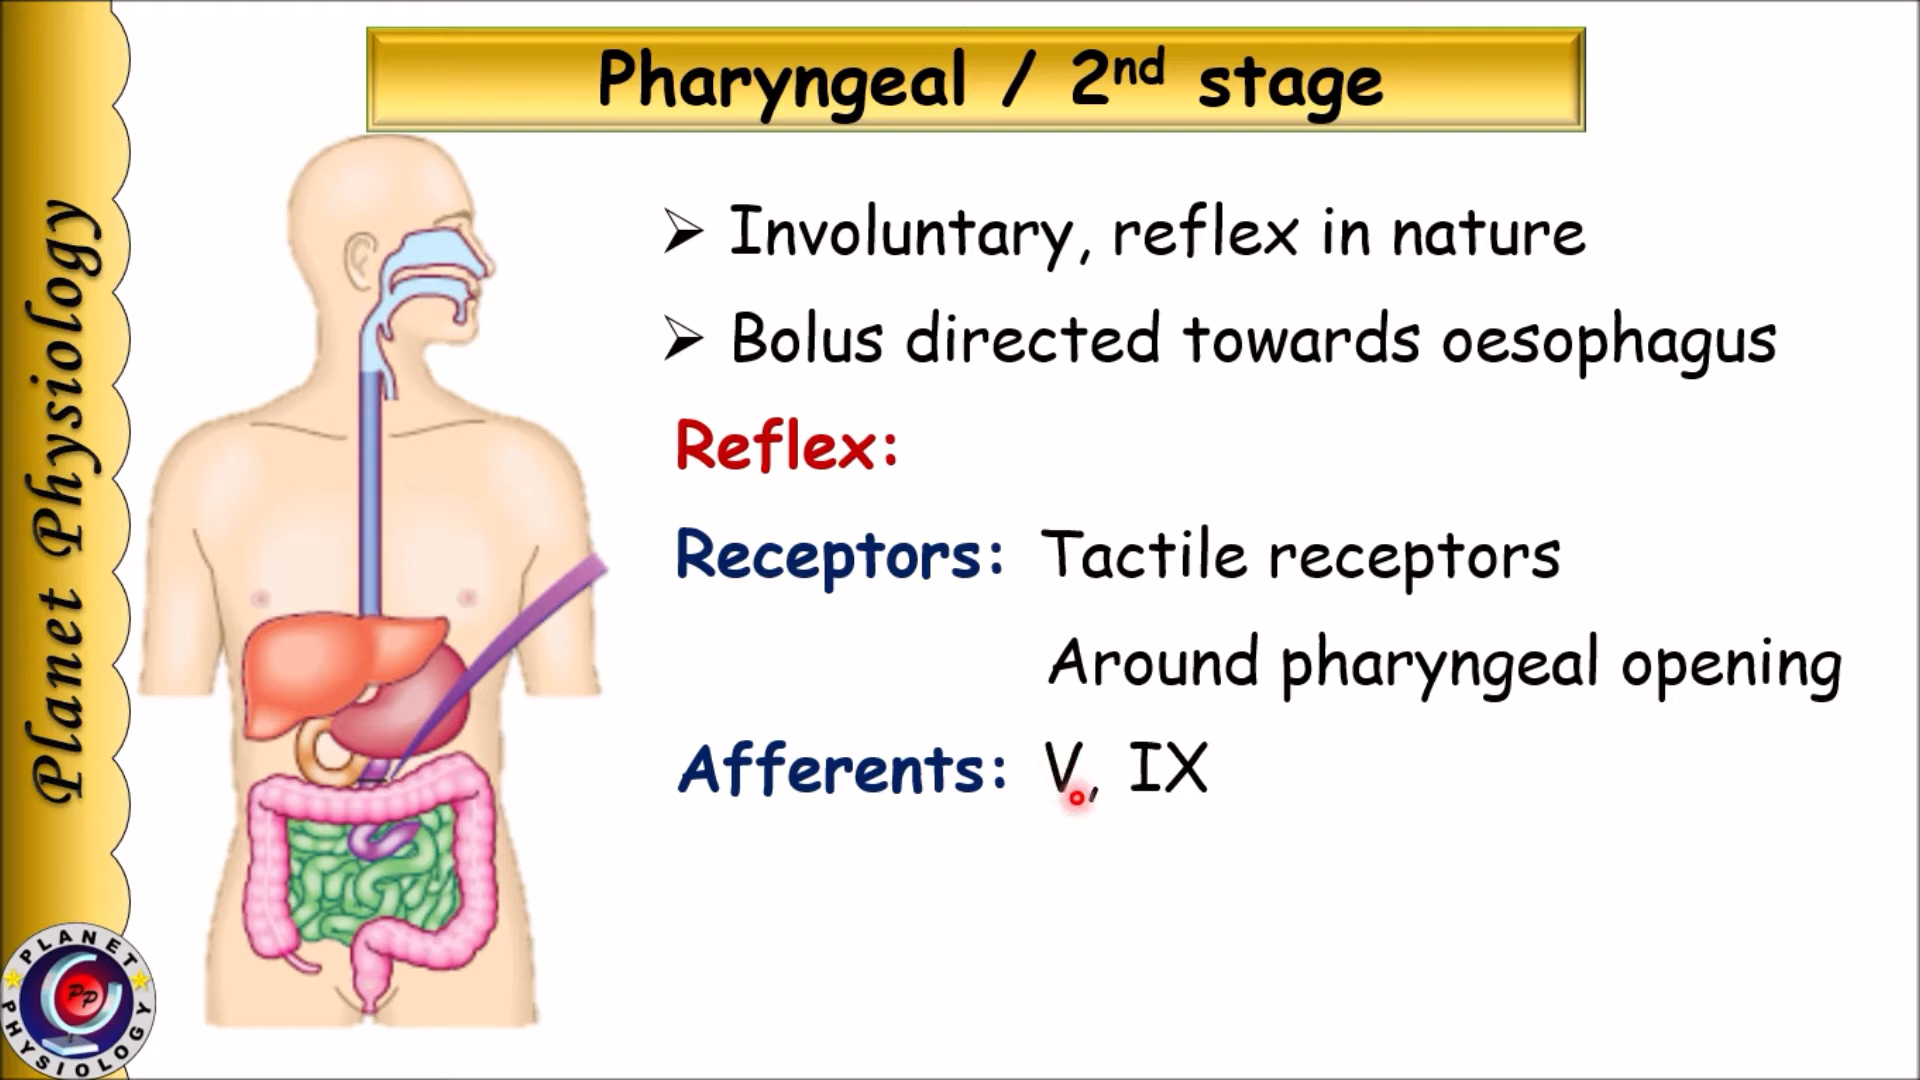 Pharyngeal / 2nd stage
Planet Physiology
➢ Involuntary, reflex in nature
➢ Bolus directed towards oesophagus
Reflex:
Receptors: Tactile receptors
Around pharyngeal opening
Afferents: V, IX
PLANET
PP
PHYSIOLOGY